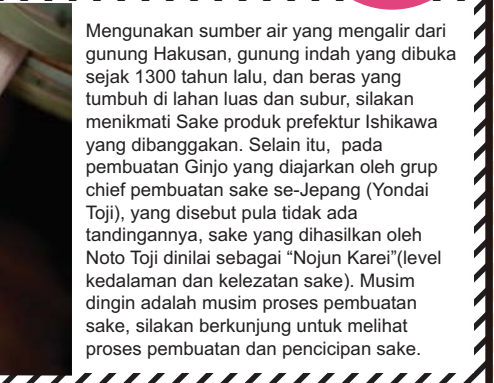 Mengunakan sumber air yang mengalir dari
gunung Hakusan, gunung indah yang dibuka
sejak 1300 tahun lalu, dan beras yang
tumbuh di lahan luas dan subur, silakan
menikmati Sake produk prefektur Ishikawa
yang dibanggakan. Selain itu,  pada
pembuatan Ginjo yang diajarkan oleh grup
chief pembuatan sake se-Jepang (Yondai
Toji), yang disebut pula tidak ada
tandingannya, sake yang dihasilkan oleh
Noto Toji dinilai sebagai “Nojun Karei”(level
kedalaman dan kelezatan sake). Musim
dingin adalah musim proses pembuatan
sake, silakan berkunjung untuk melihat
proses pembuatan dan pencicipan sake.